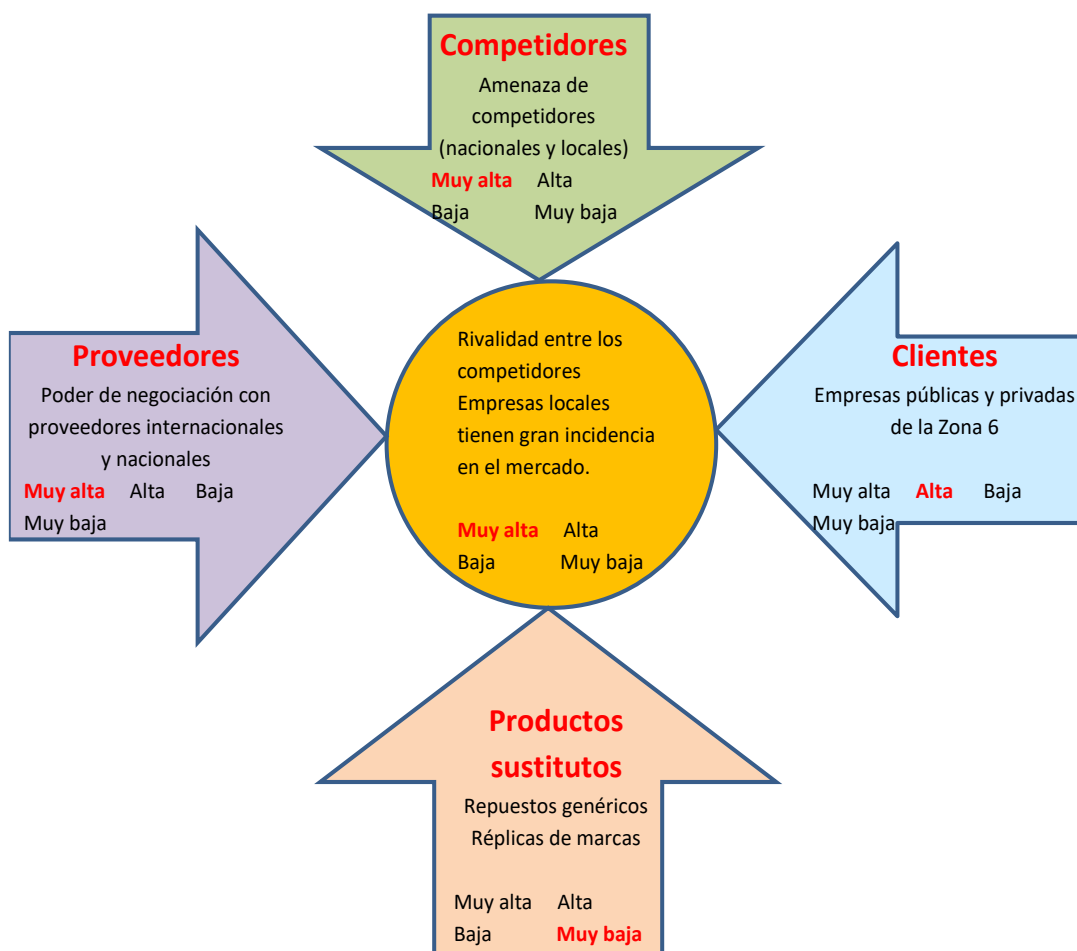 Competidores
Amenaza de
competidores
(nacionales y locales)
Muy alta Alta
Baja Muy baja
Proveedores
Poder de negociación con
proveedores internacionales
y nacionales
Muy alta Alta Baja
Muy baja
Rivalidad entre los
competidores
Empresas locales
tienen gran incidencia
en el mercado.
Muy alta Alta
Baja Muy baja
Clientes
Empresas públicas y privadas
de la Zona 6
Muy alta Alta Baja
Muy baja
Productos
sustitutos
Repuestos genéricos
Réplicas de marcas
Muy alta Alta
Baja Muy baja